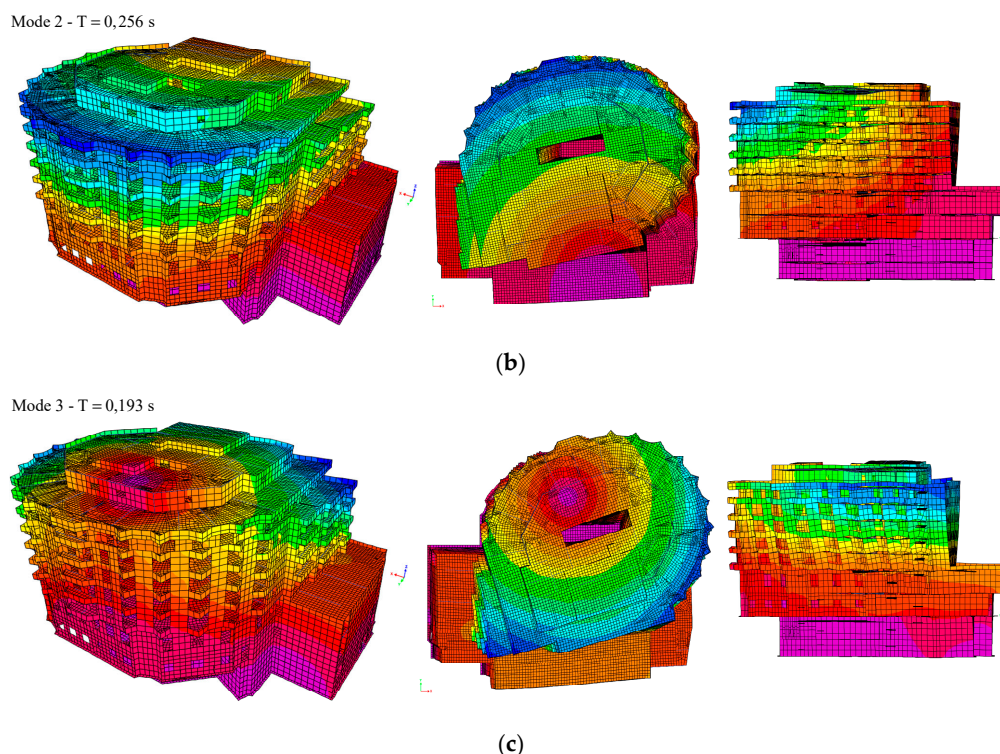 Mode 2 - T = 0,256 s
(b)
Mode 3 - T = 0,193 s
(c)